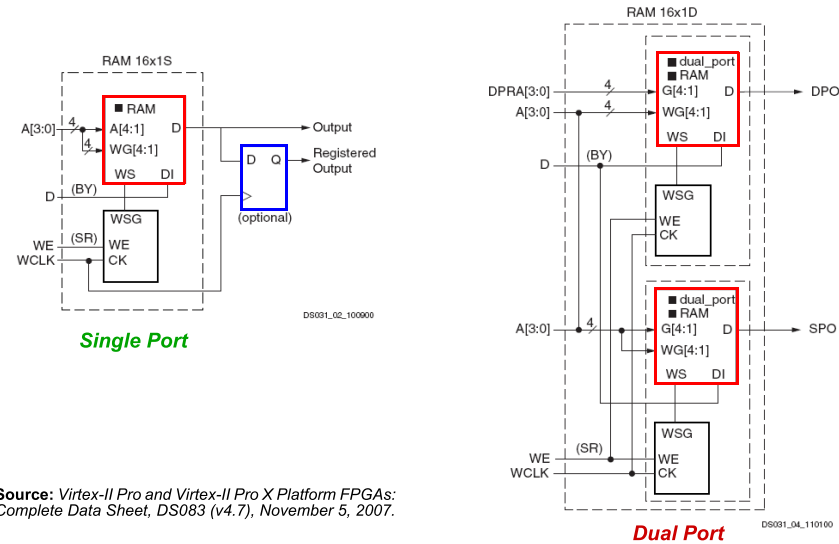 RAM 16x1S
RAM
A[3:0]
4
A[4:1]
D
4
WG[4:1]
WS
DI
D
(BY)
WSG
WE
(SR)
WE
WCLK
CK
Output
D
Q
Registered
Output
(optional)
DS031_02_100900
Single Port
RAM 16x1D
dual_port
RAM
DPRA[3:0]
4
G[4:1]
D
DPO
A[3:0]
4
WG[4:1]
WS
DI
D
(BY)
WSG
WE
CK
dual_port
RAM
A[3:0]
4
G[4:1]
D
SPO
WG[4:1]
WS
DI
WSG
WE
(SR)
WE
WCLK
CK
DS031_04_110100
Dual Port
Source: Virtex-II Pro and Virtex-II Pro X Platform FPGAs:
Complete Data Sheet, DS083 (v4.7), November 5, 2007.